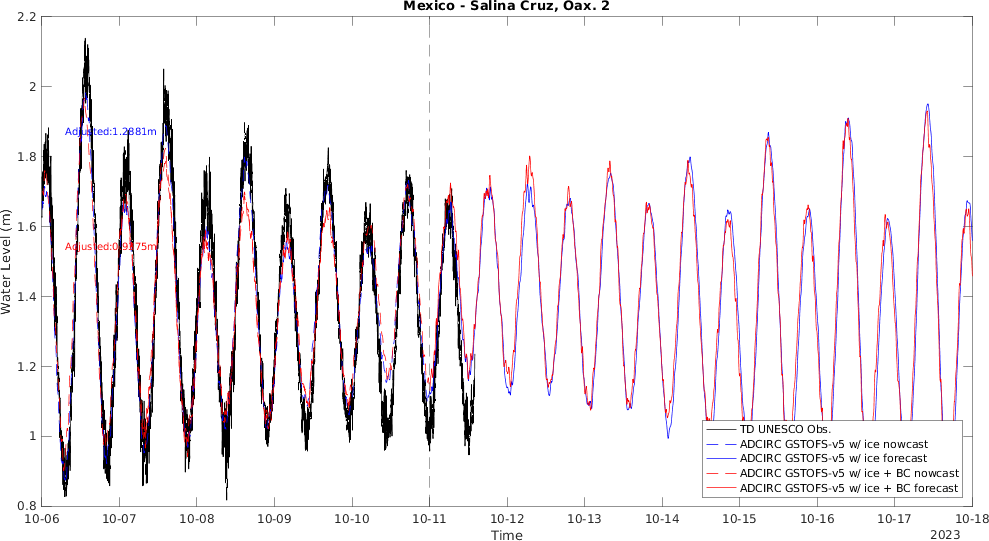 Mexico - Salina Cruz, Oax. 2
2.2
2
1.8
1.6
1.4
1.2
1
0.8
Water Level (m)
Adjusted:1.2381m
Adjusted:0.9375m
TD UNESCO Obs.
ADCIRC GSTOFS-v5 w/ ice nowcast
ADCIRC GSTOFS-v5 w/ ice forecast
ADCIRC GSTOFS-v5 w/ ice + BC nowcast
ADCIRC GSTOFS-v5 w/ ice + BC forecast
10-06 10-07 10-08 10-09 10-10 10-11 10-12 10-13 10-14 10-15 10-16 10-17 10-18
Time
2023